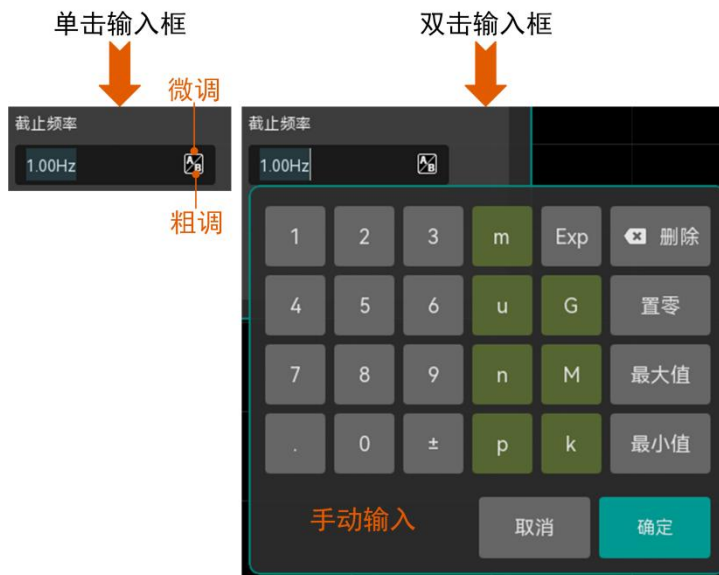 单击输入框
双击输入框
微调
截止频率
1.00Hz
A/B
粗调
截止频率
1.00Hz
A/B
1 2 3 m Exp 删除
4 5 6 u G 置零
7 8 9 n M 最大值
. 0 ± p k 最小值
手动输入 取消 确定